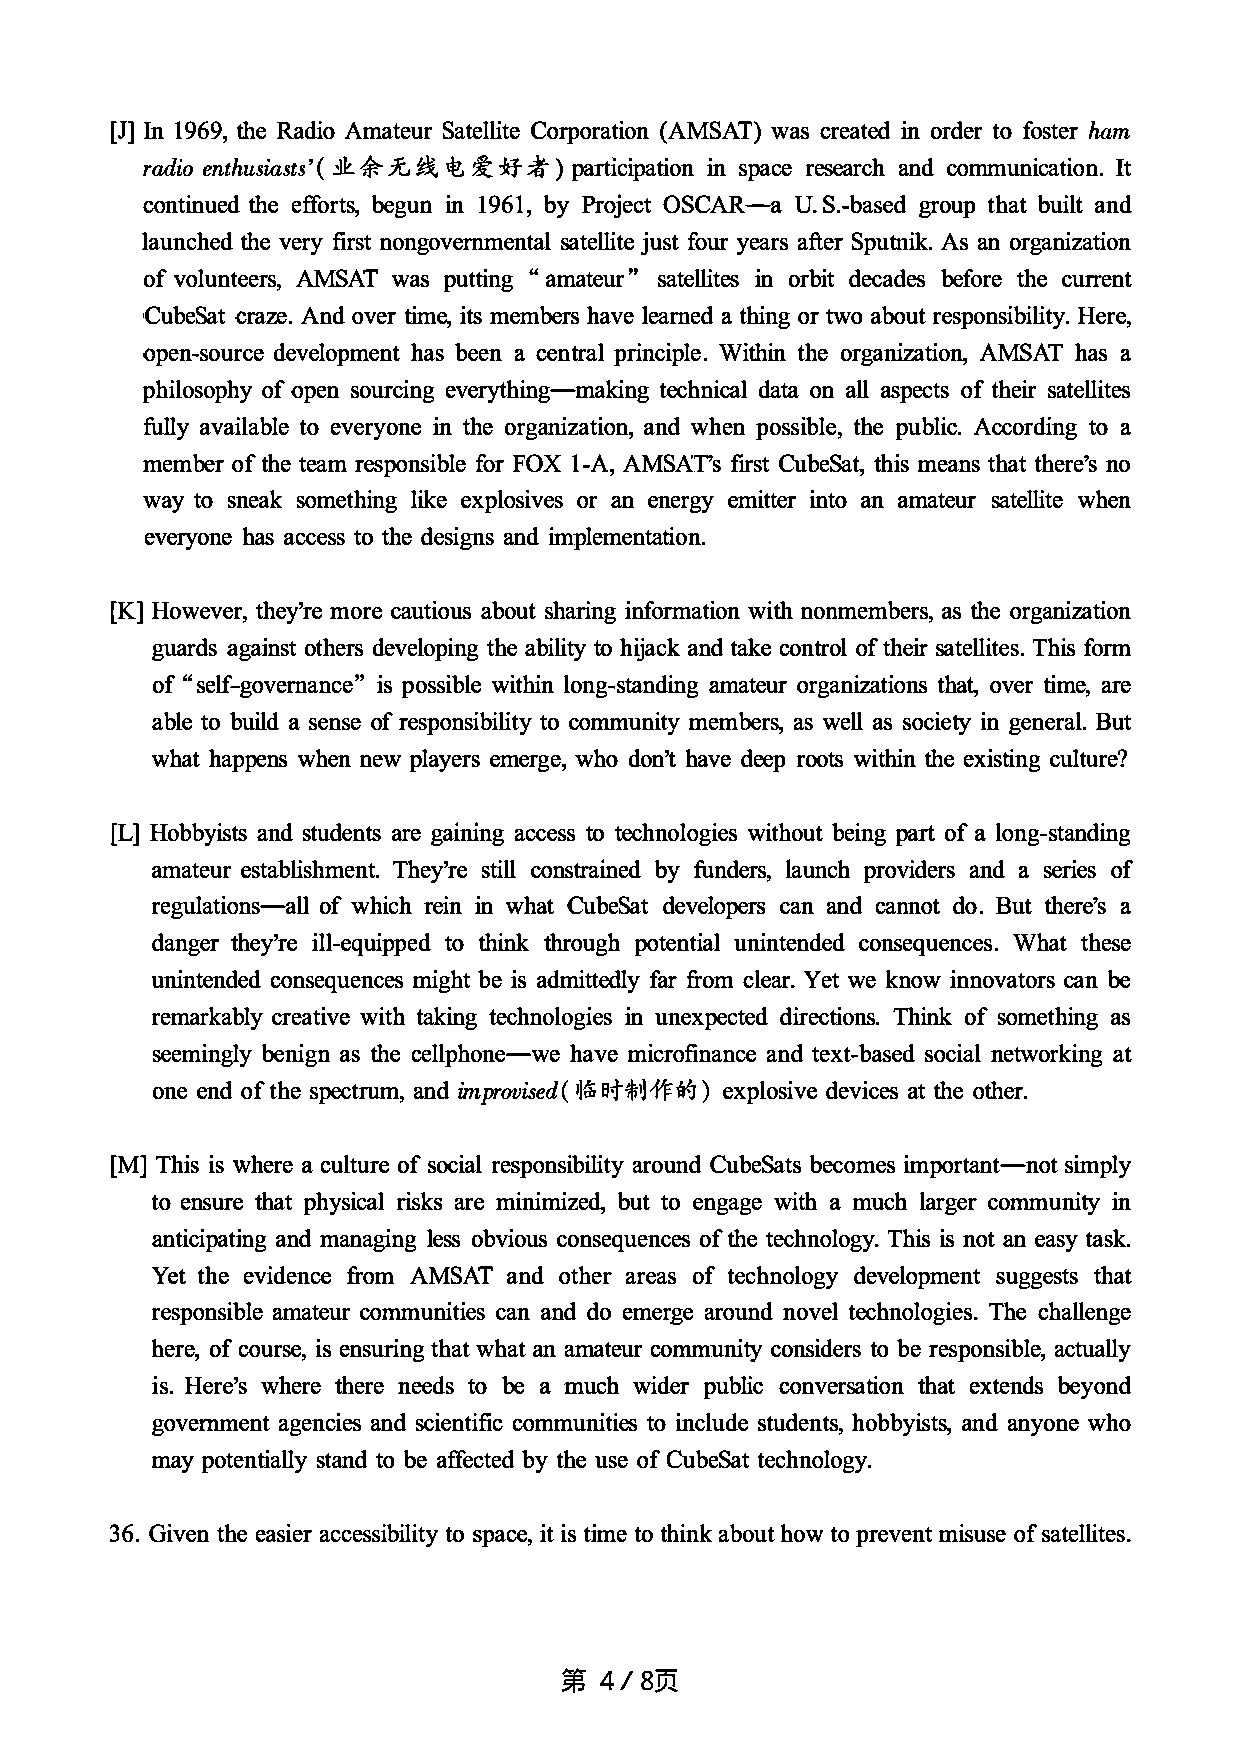 [J] In 1969, the Radio Amateur Satellite Corporation (AMSAT) was created in order to foster ham
radio enthusiasts’(业余无线电爱好者) participation in space research and communication. It
continued the efforts, begun in 1961, by Project OSCAR—a U. S.-based group that built and
launched the very first nongovernmental satellite just four years after Sputnik. As an organization
of volunteers, AMSAT was putting “amateur” satellites in orbit decades before the current
CubeSat craze. And over time, its members have learned a thing or two about responsibility. Here,
open-source development has been a central principle. Within the organization, AMSAT has a
philosophy of open sourcing everything—making technical data on all aspects of their satellites
fully available to everyone in the organization, and when possible, the public. According to a
member of the team responsible for FOX 1-A, AMSAT’s first CubeSat, this means that there’s no
way to sneak something like explosives or an energy emitter into an amateur satellite when
everyone has access to the designs and implementation.
[K] However, they’re more cautious about sharing information with nonmembers, as the organization
guards against others developing the ability to hijack and take control of their satellites. This form
of “self-governance” is possible within long-standing amateur organizations that, over time, are
able to build a sense of responsibility to community members, as well as society in general. But
what happens when new players emerge, who don’t have deep roots within the existing culture?
[L] Hobbyists and students are gaining access to technologies without being part of a long-standing
amateur establishment. They’re still constrained by funders, launch providers and a series of
regulations—all of which rein in what CubeSat developers can and cannot do. But there’s a
danger they’re ill-equipped to think through potential unintended consequences. What these
unintended consequences might be is admittedly far from clear. Yet we know innovators can be
remarkably creative with taking technologies in unexpected directions. Think of something as
seemingly benign as the cellphone—we have microfinance and text-based social networking at
one end of the spectrum, and improvised(临时制作的) explosive devices at the other.
[M] This is where a culture of social responsibility around CubeSats becomes important—not simply
to ensure that physical risks are minimized, but to engage with a much larger community in
anticipating and managing less obvious consequences of the technology. This is not an easy task.
Yet the evidence from AMSAT and other areas of technology development suggests that
responsible amateur communities can and do emerge around novel technologies. The challenge
here, of course, is ensuring that what an amateur community considers to be responsible, actually
is. Here’s where there needs to be a much wider public conversation that extends beyond
government agencies and scientific communities to include students, hobbyists, and anyone who
may potentially stand to be affected by the use of CubeSat technology.
36. Given the easier accessibility to space, it is time to think about how to prevent misuse of satellites.
第 4 / 8页